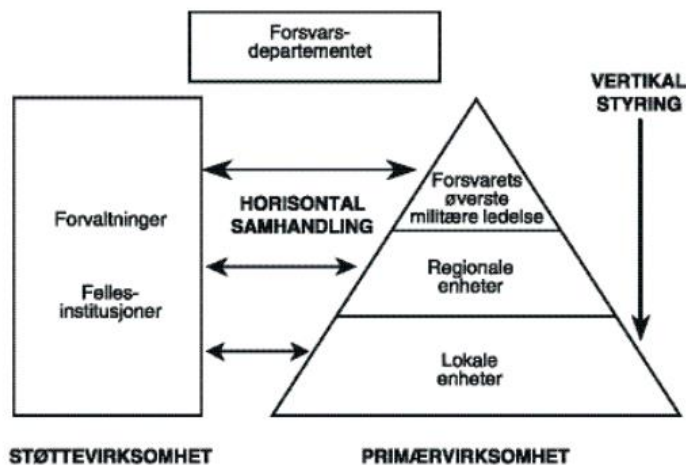 Forsvars-
departementet
VERTIKAL
STYRING
Forvaltninger
Felles-
institusjoner
HORISONTAL
SAMHANDLING
Forsvarets
øverste
militære ledelse
Regionale
enheter
Lokale
enheter
STØTTEVIRKSOMHET
PRIMÆRVIRKSOMHET